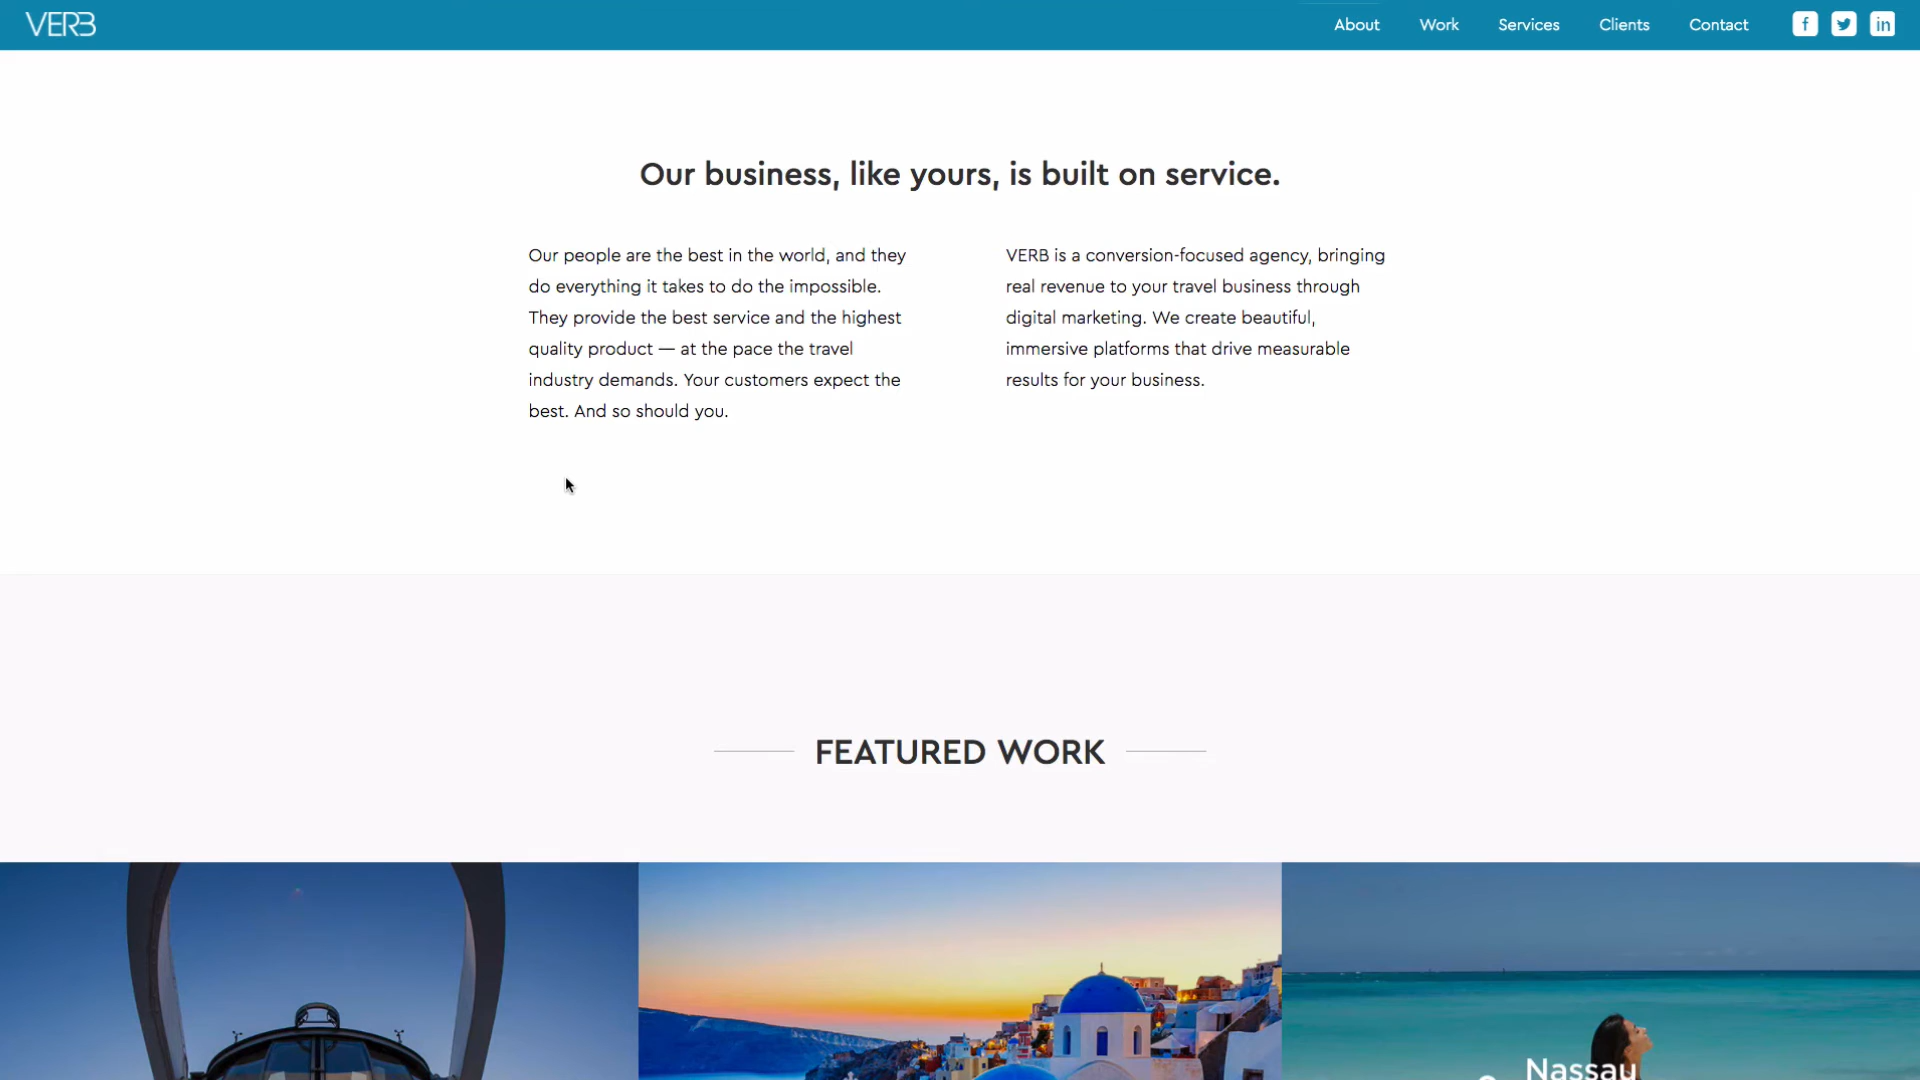 VERB
About Work Services Clients Contact f in
Our business, like yours, is built on service.
Our people are the best in the world, and they
do everything it takes to do the impossible.
They provide the best service and the highest
quality product — at the pace the travel
industry demands. Your customers expect the
best. And so should you.
VERB is a conversion-focused agency, bringing
real revenue to your travel business through
digital marketing. We create beautiful,
immersive platforms that drive measurable
results for your business.
FEATURED WORK
Nassau